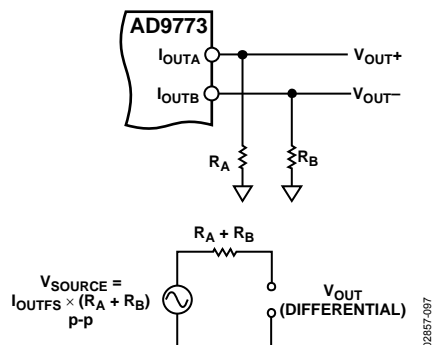 AD9773
IOUTA
VOUT+
IOUTB
VOUT–
RA
RB
RA + RB
VSOURCE =
IOUTFS × (RA + RB)
p-p
VOUT
(DIFFERENTIAL)
02857-097